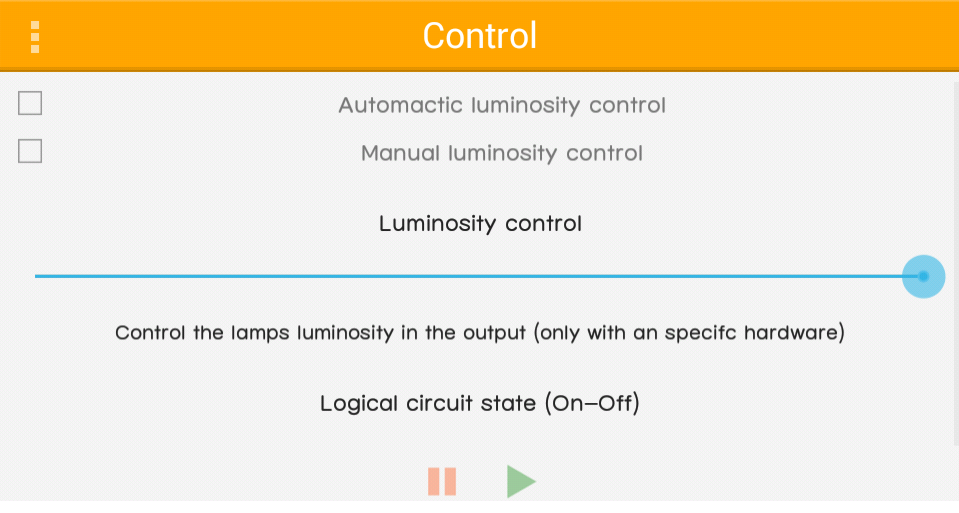 Control
Automactic luminosity control
Manual luminosity control
Luminosity control
Control the lamps luminosity in the output (only with an specifc hardware)
Logical circuit state (On–Off)